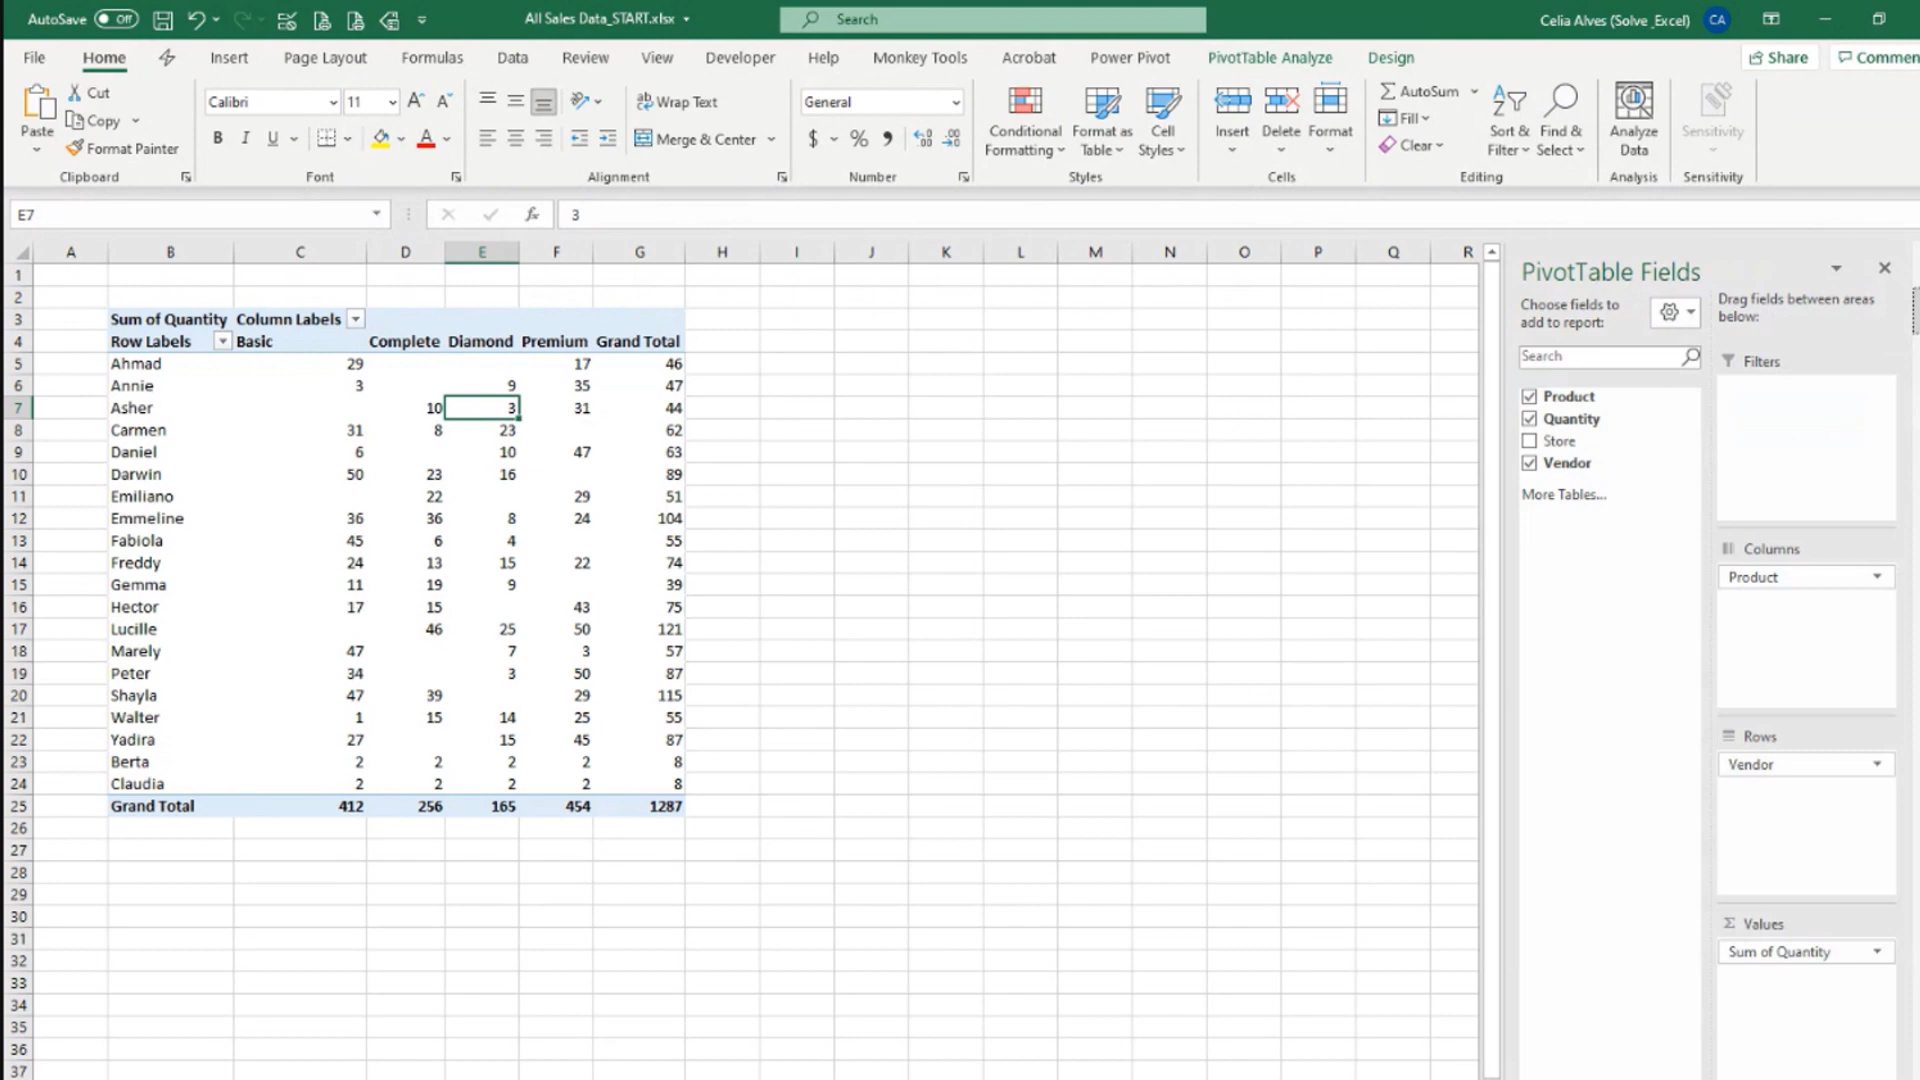 AutoSave Off All Sales Data_START.xlsx Search Celia Alves (Solve_Excel) CA
File Home Insert Page Layout Formulas Data Review View Developer Help Monkey Tools Acrobat Power Pivot PivotTable Analyze Design Share Commen
Paste Cut Copy Format Painter Clipboard
Calibri 11 B I U A Font
Wrap Text Merge & Center Alignment
General $ % Number
Conditional Formatting Format as Table Cell Styles Styles
Insert Delete Format Cells
AutoSum Fill Clear Sort & Filter Find & Select Editing
Analyze Data Analysis
Sensitivity Sensitivity
E7 fx 3
A B C D E F G H I J K L M N O P Q R
1
2
3 Sum of Quantity Column Labels
4 Row Labels Basic Complete Diamond Premium Grand Total
5 Ahmad 29 17 46
6 Annie 3 9 35 47
7 Asher 10 3 31 44
8 Carmen 31 8 23 62
9 Daniel 6 10 47 63
10 Darwin 50 23 16 89
11 Emiliano 22 29 51
12 Emmeline 36 36 8 24 104
13 Fabiola 45 6 4 55
14 Freddy 24 13 15 22 74
15 Gemma 11 19 9 39
16 Hector 17 15 43 75
17 Lucille 46 25 50 121
18 Marely 47 7 3 57
19 Peter 34 3 50 87
20 Shayla 47 39 29 115
21 Walter 1 15 14 25 55
22 Yadira 27 15 45 87
23 Berta 2 2 2 2 8
24 Claudia 2 2 2 2 8
25 Grand Total 412 256 165 454 1287
26
27
28
29
30
31
32
33
34
35
36
37
PivotTable Fields
Choose fields to
add to report:
Search
Product
Quantity
Store
Vendor
More Tables...
Drag fields between areas
below:
Filters
Columns
Product
Rows
Vendor
Σ Values
Sum of Quantity